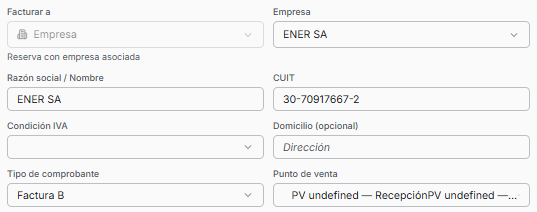 Facturar a
Empresa
Empresa
ENER SA
Reserva con empresa asociada
Razón social / Nombre
CUIT
ENER SA
30-70917667-2
Condición IVA
Domicilio (opcional)
Dirección
Tipo de comprobante
Punto de venta
Factura B
PV undefined — RecepciónPV undefined —...